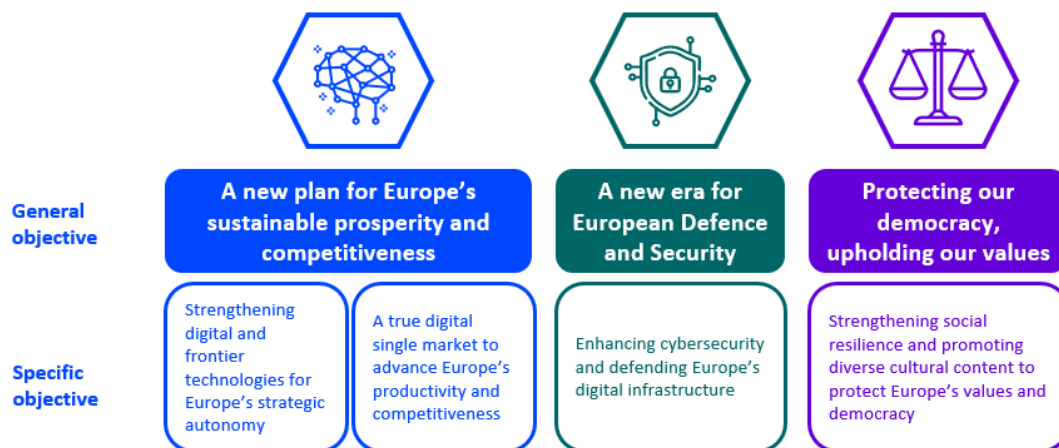 General
objective
A new plan for Europe's
sustainable prosperity and
competitiveness
A new era for
European Defence
and Security
Protecting our
democracy,
upholding our values
Specific
objective
Strengthening
digital and
frontier
technologies for
Europe's strategic
autonomy
A true digital
single market to
advance Europe's
productivity and
competitiveness
Enhancing cybersecurity
and defending Europe's
digital infrastructure
Strengthening social
resilience and promoting
diverse cultural content to
protect Europe's values and
democracy